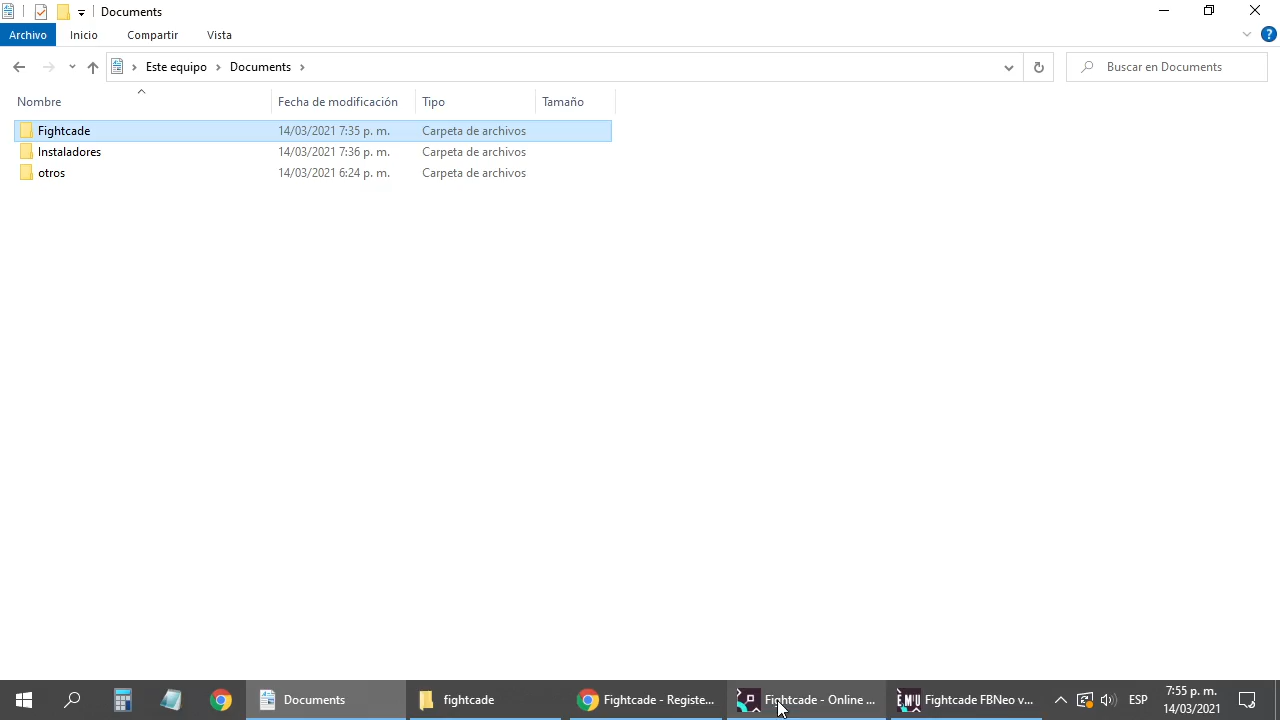 Documents
Archivo Inicio Compartir Vista
Este equipo Documents Buscar en Documents
Nombre Fecha de modificación Tipo Tamaño
Fightcade 14/03/2021 7:35 p. m. Carpeta de archivos
Instaladores 14/03/2021 7:36 p. m. Carpeta de archivos
otros 14/03/2021 6:24 p. m. Carpeta de archivos
Documents fightcade Fightcade - Registe... Fightcade - Online ... EMU Fightcade FBNeo v... ESP 7:55 p. m.
14/03/2021